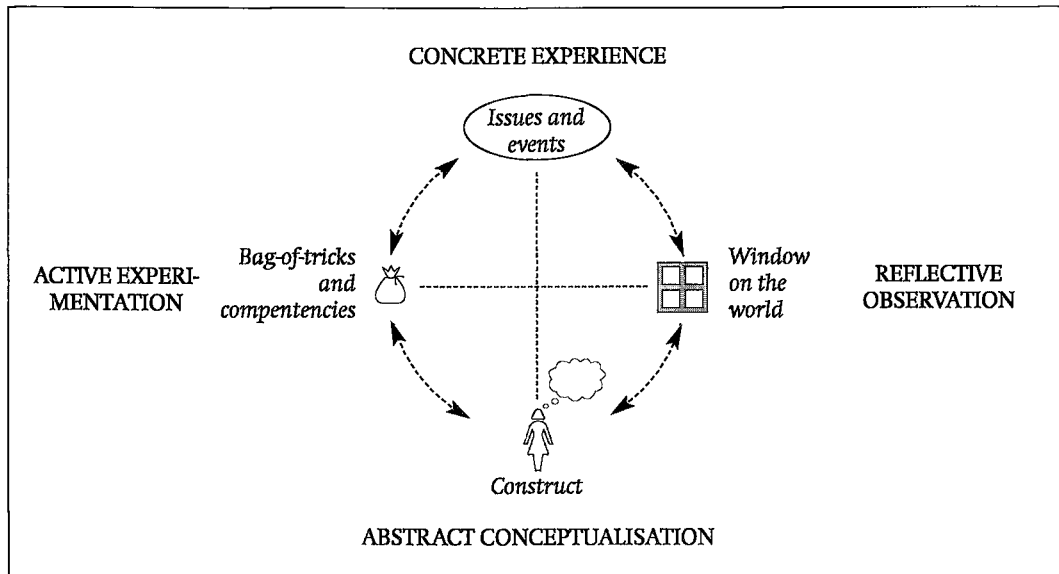 CONCRETE EXPERIENCE
Issues and
events
ACTIVE EXPERI-
MENTATION
Bag-of-tricks
and
compentencies
Window
on the
world
REFLECTIVE
OBSERVATION
Construct
ABSTRACT CONCEPTUALISATION